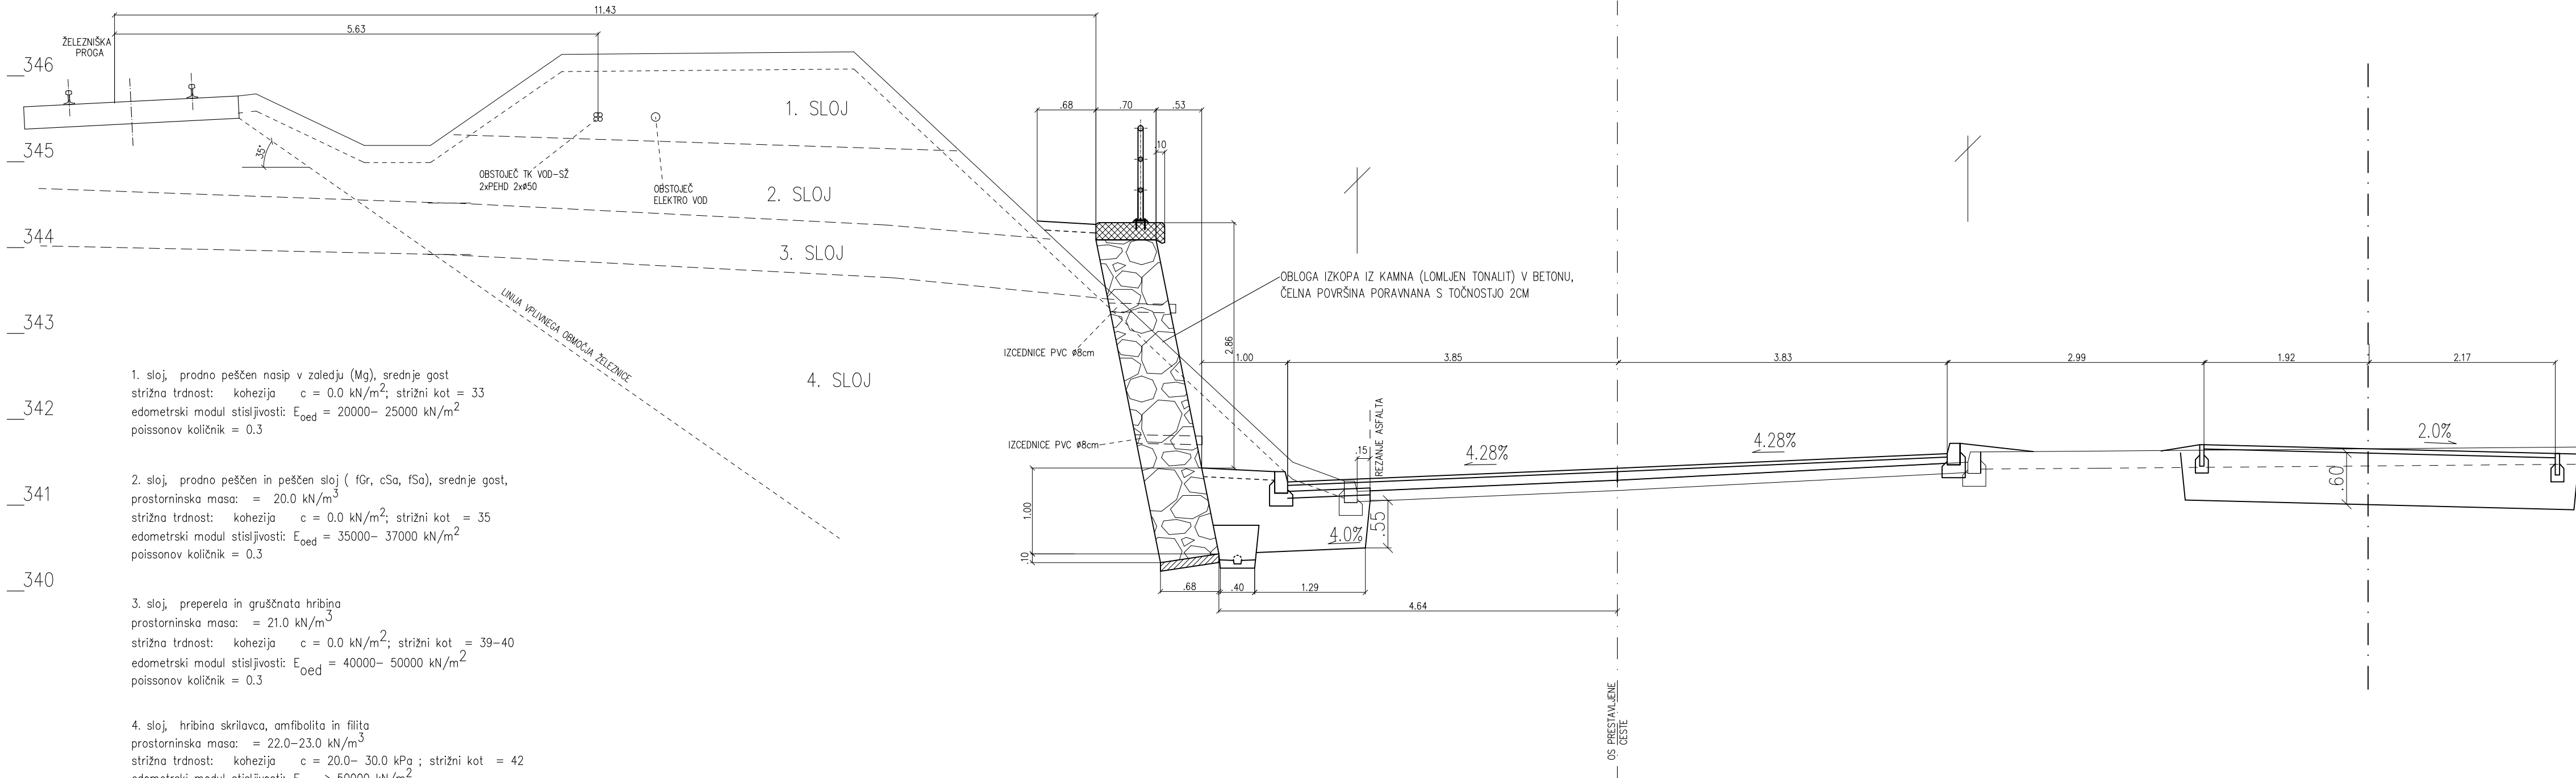 11.43
5.63
ŽELEZNIŠKA
PROGA
346
345
344
343
342
341
340
35°
1. SLOJ
2. SLOJ
3. SLOJ
4. SLOJ
OBSTOJEČ TK VOD-SŽ
2xPEHD 2xø50
OBSTOJEČ
ELEKTRO VOD
LINIJA VPLIVNEGA OBMOČJA ŽELEZNICE
.68
.70
.53
.10
OBLOGA IZKOPA IZ KAMNA (LOMLJEN TONALIT) V BETONU,
ČELNA POVRŠINA PORAVNANA S TOČNOSTJO 2CM
IZCEDNICE PVC ø8cm
IZCEDNICE PVC ø8cm
2.86
1.00
3.85
3.83
2.99
1.92
2.17
REZANJE ASFALTA
.15
4.28%
4.28%
2.0%
4.0%
.55
.60
1.00
.10
.68
.40
1.29
4.64
OS PRESTAVLJENE
CESTE
1. sloj, prodno peščen nasip v zaledju (Mg), srednje gost
strižna trdnost: kohezija c = 0.0 kN/m2; strižni kot = 33
edometrski modul stisljivosti: Eoed = 20000- 25000 kN/m2
poissonov količnik = 0.3
2. sloj, prodno peščen in peščen sloj ( fGr, cSa, fSa), srednje gost,
prostorninska masa: = 20.0 kN/m3
strižna trdnost: kohezija c = 0.0 kN/m2; strižni kot = 35
edometrski modul stisljivosti: Eoed = 35000- 37000 kN/m2
poissonov količnik = 0.3
3. sloj, preperela in gruščnata hribina
prostorninska masa: = 21.0 kN/m3
strižna trdnost: kohezija c = 0.0 kN/m2; strižni kot = 39-40
edometrski modul stisljivosti: Eoed = 40000- 50000 kN/m2
poissonov količnik = 0.3
4. sloj, hribina skrilavca, amfibolita in filita
prostorninska masa: = 22.0-23.0 kN/m3
strižna trdnost: kohezija c = 20.0- 30.0 kPa ; strižni kot = 42
edometrski modul stisljivosti: E > 50000 kN/m2